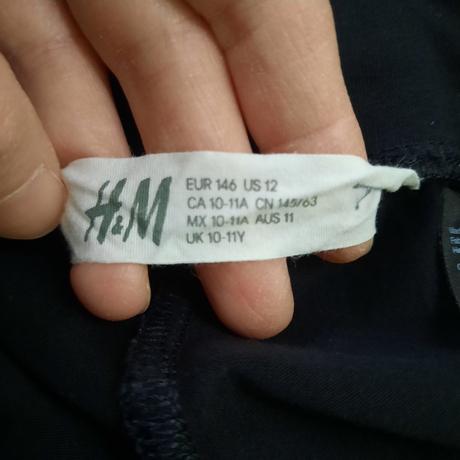 H&M
EUR 146 US 12
CA 10-11A CN 145/63
MX 10-11A AUS 11
UK 10-11Y